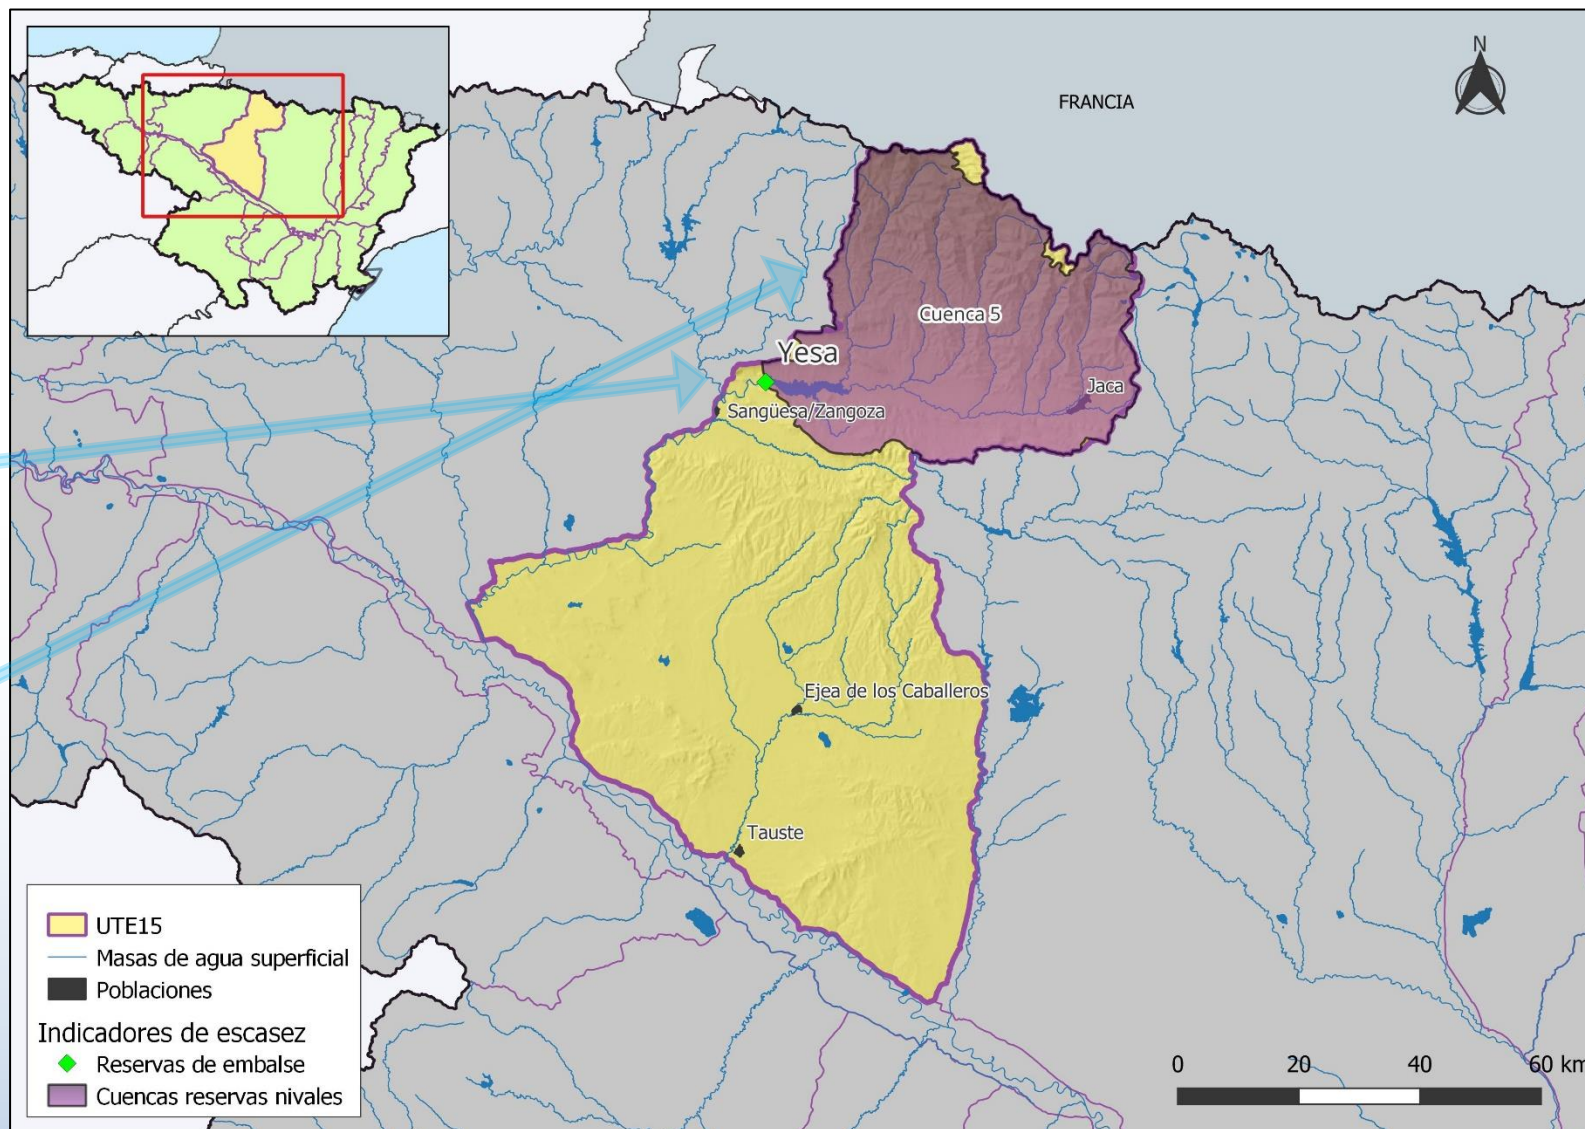 N
FRANCIA
Cuenca 5
Yesa
Jaca
Sangüesa/Zangoza
Ejea de los Caballeros
Tauste
UTE15
Masas de agua superficial
Poblaciones
Indicadores de escasez
Reservas de embalse
Cuencas reservas nivales
0 20 40 60 km